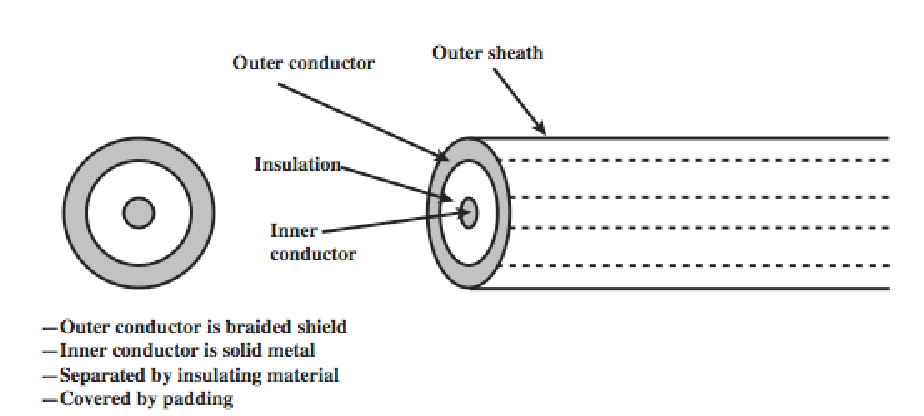 Outer conductor
Outer sheath
Insulation
Inner
conductor
—Outer conductor is braided shield
—Inner conductor is solid metal
—Separated by insulating material
—Covered by padding